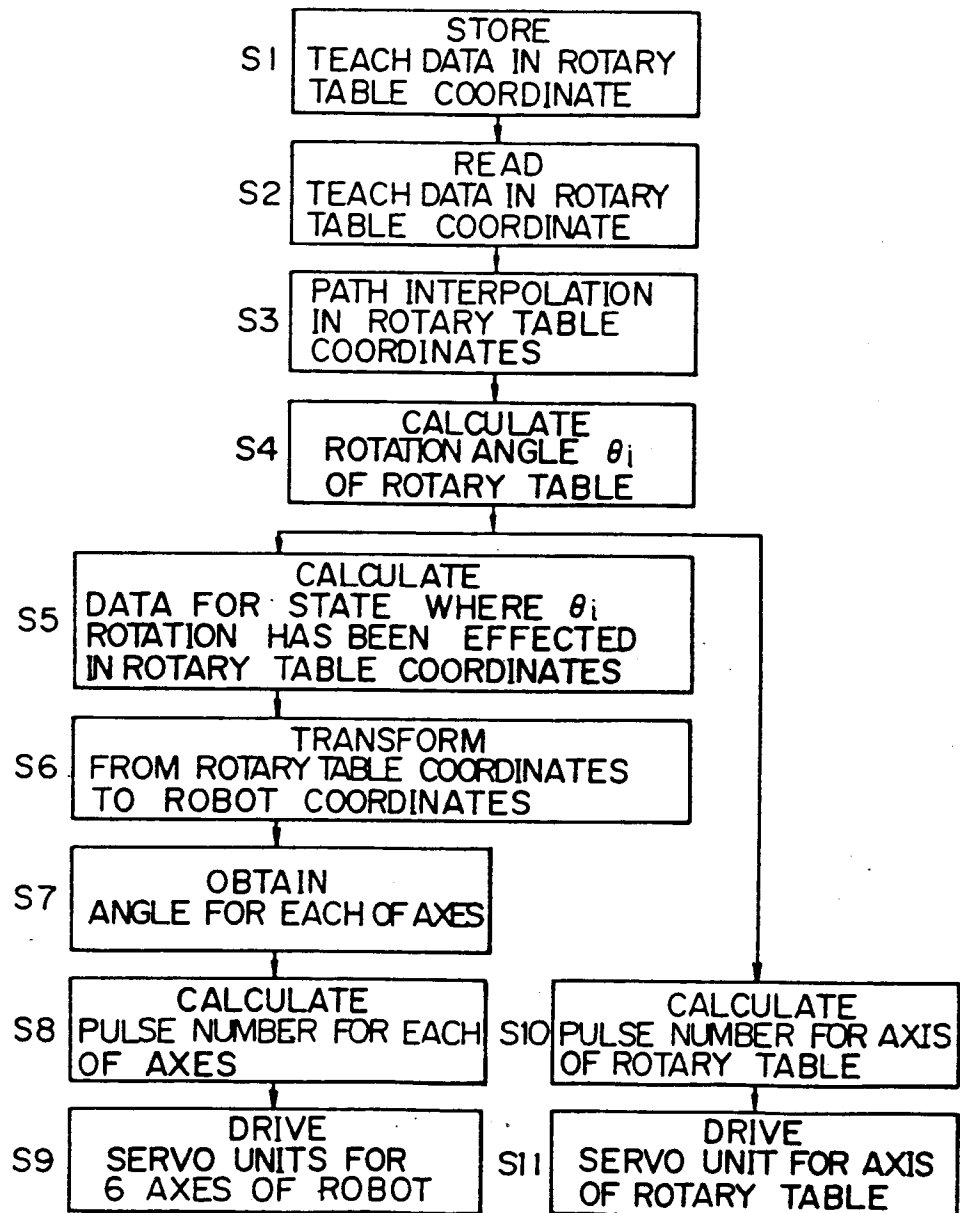 STORE
S1 TEACH DATA IN ROTARY
TABLE COORDINATE
READ
S2 TEACH DATA IN ROTARY
TABLE COORDINATE
PATH INTERPOLATION
S3 IN ROTARY TABLE
COORDINATES
CALCULATE
S4 ROTATION ANGLE θi
OF ROTARY TABLE
CALCULATE
S5 DATA FOR STATE WHERE θi
ROTATION HAS BEEN EFFECTED
IN ROTARY TABLE COORDINATES
TRANSFORM
S6 FROM ROTARY TABLE COORDINATES
TO ROBOT COORDINATES
OBTAIN
S7 ANGLE FOR EACH OF AXES
CALCULATE
S8 PULSE NUMBER FOR EACH
OF AXES
DRIVE
S9 SERVO UNITS FOR
6 AXES OF ROBOT
CALCULATE
S10 PULSE NUMBER FOR AXIS
OF ROTARY TABLE
DRIVE
S11 SERVO UNIT FOR AXIS
OF ROTARY TABLE